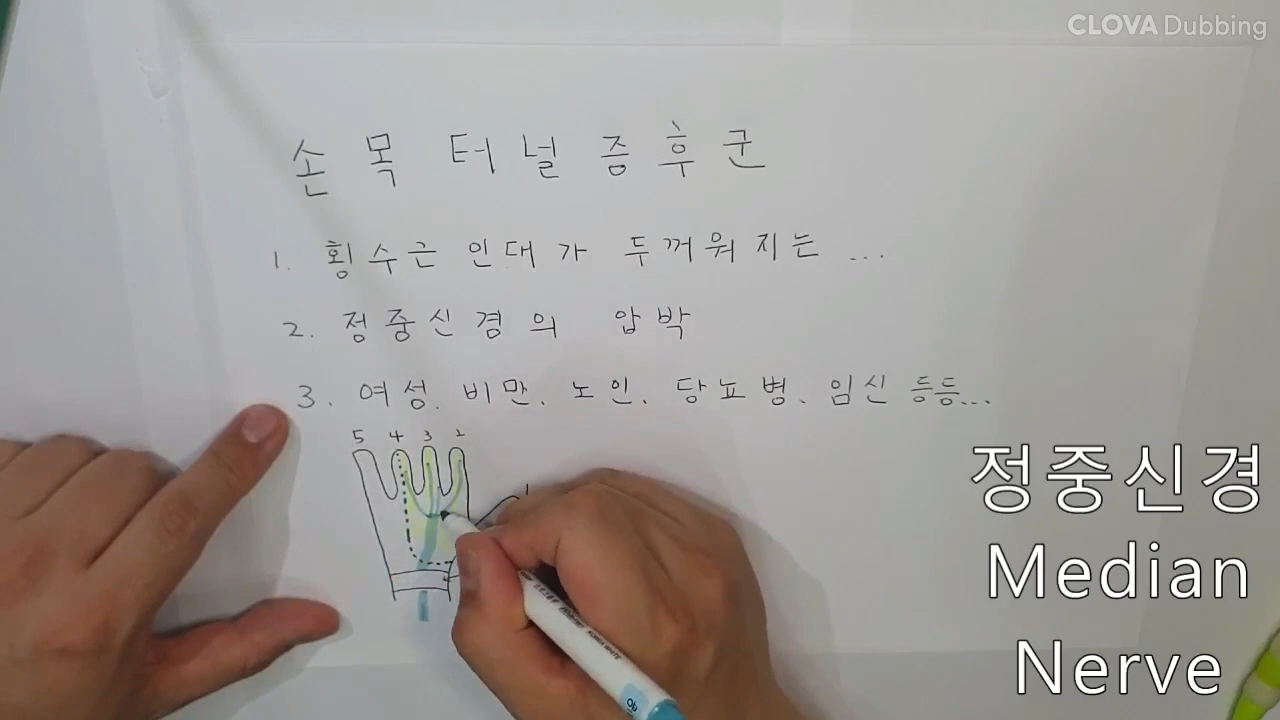 CLOVA Dubbing
손목터널증후군
1. 횡수근 인대가 두꺼워지는 ...
2. 정중신경의 압박
3. 여성, 비만, 노인, 당뇨병, 임신 등등...
5 4 3 2
정중신경
Median
Nerve